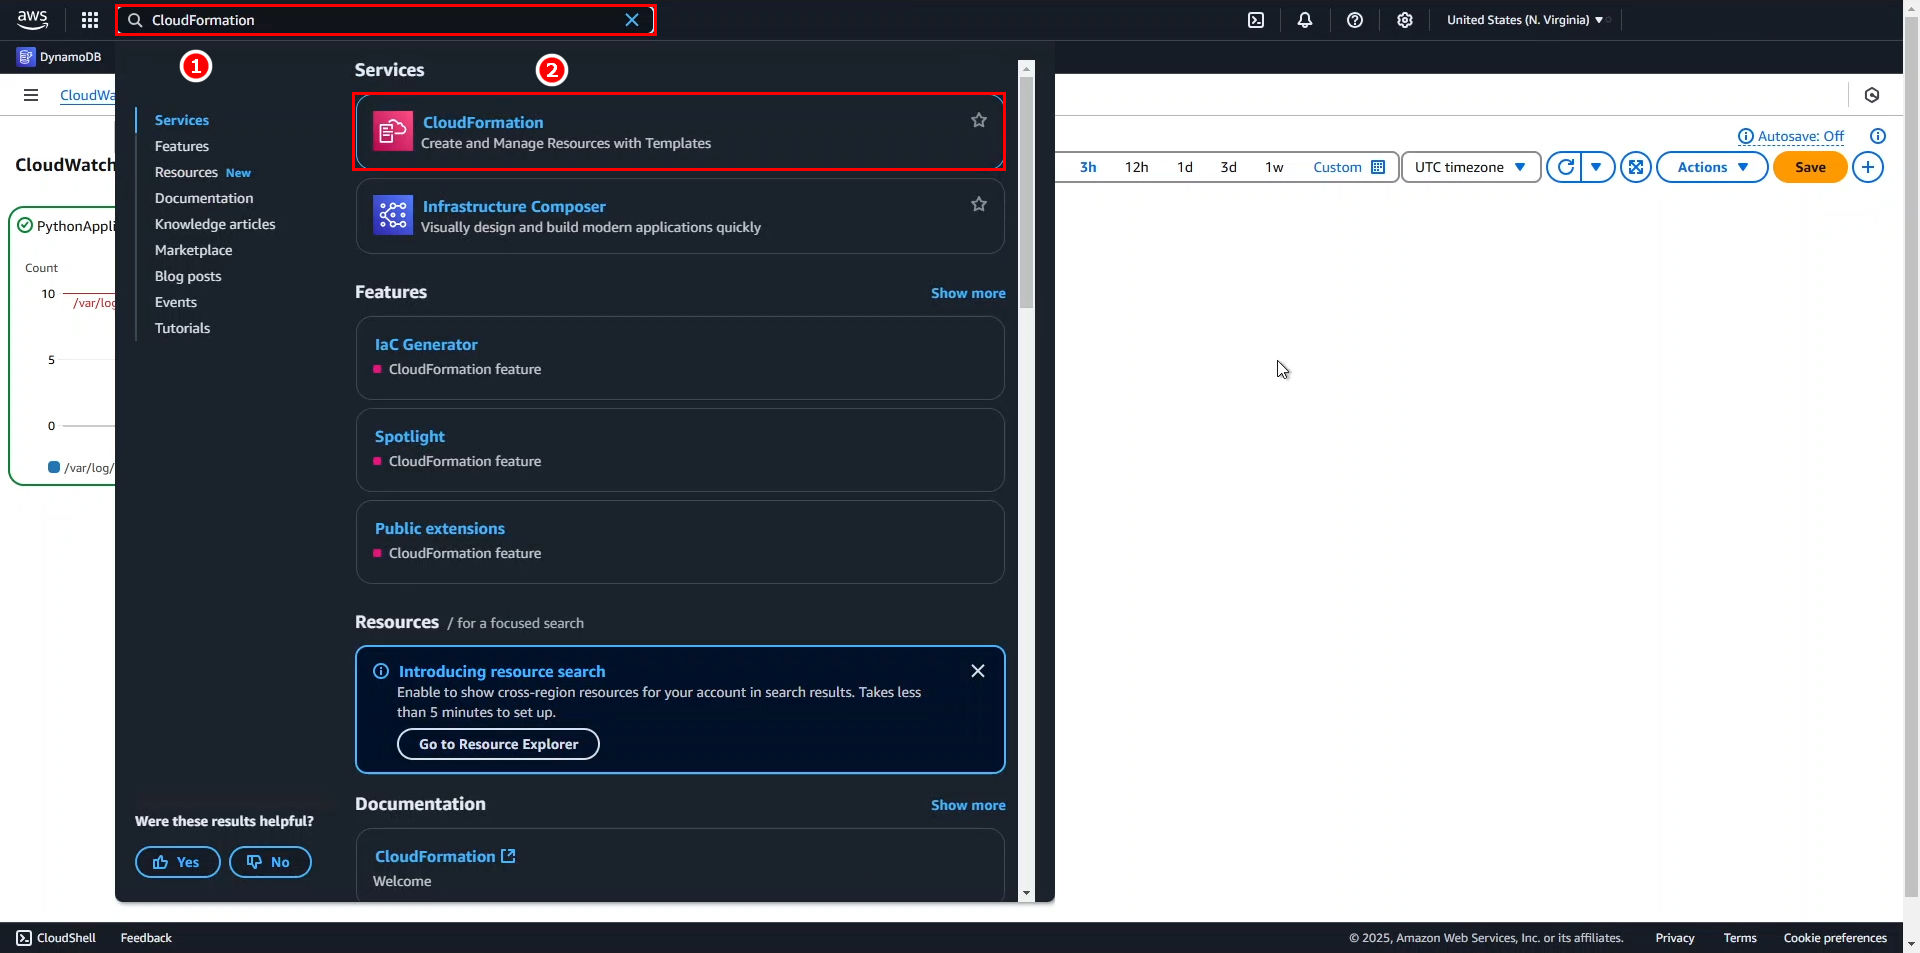 aws
CloudFormation
United States (N. Virginia)
DynamoDB
1
2
CloudWa
Services
Features
Resources New
Documentation
Knowledge articles
Marketplace
Blog posts
Events
Tutorials
Were these results helpful?
Yes
No
Services
CloudFormation
Create and Manage Resources with Templates
Infrastructure Composer
Visually design and build modern applications quickly
Features
Show more
IaC Generator
CloudFormation feature
Spotlight
CloudFormation feature
Public extensions
CloudFormation feature
Resources / for a focused search
Introducing resource search
Enable to show cross-region resources for your account in search results. Takes less
than 5 minutes to set up.
Go to Resource Explorer
Documentation
Show more
CloudFormation
Welcome
CloudWatch
PythonAppli
Count
10
/var/log
5
0
/var/log/
Autosave: Off
3h 12h 1d 3d 1w Custom UTC timezone Actions Save
CloudShell Feedback
© 2025, Amazon Web Services, Inc. or its affiliates. Privacy Terms Cookie preferences